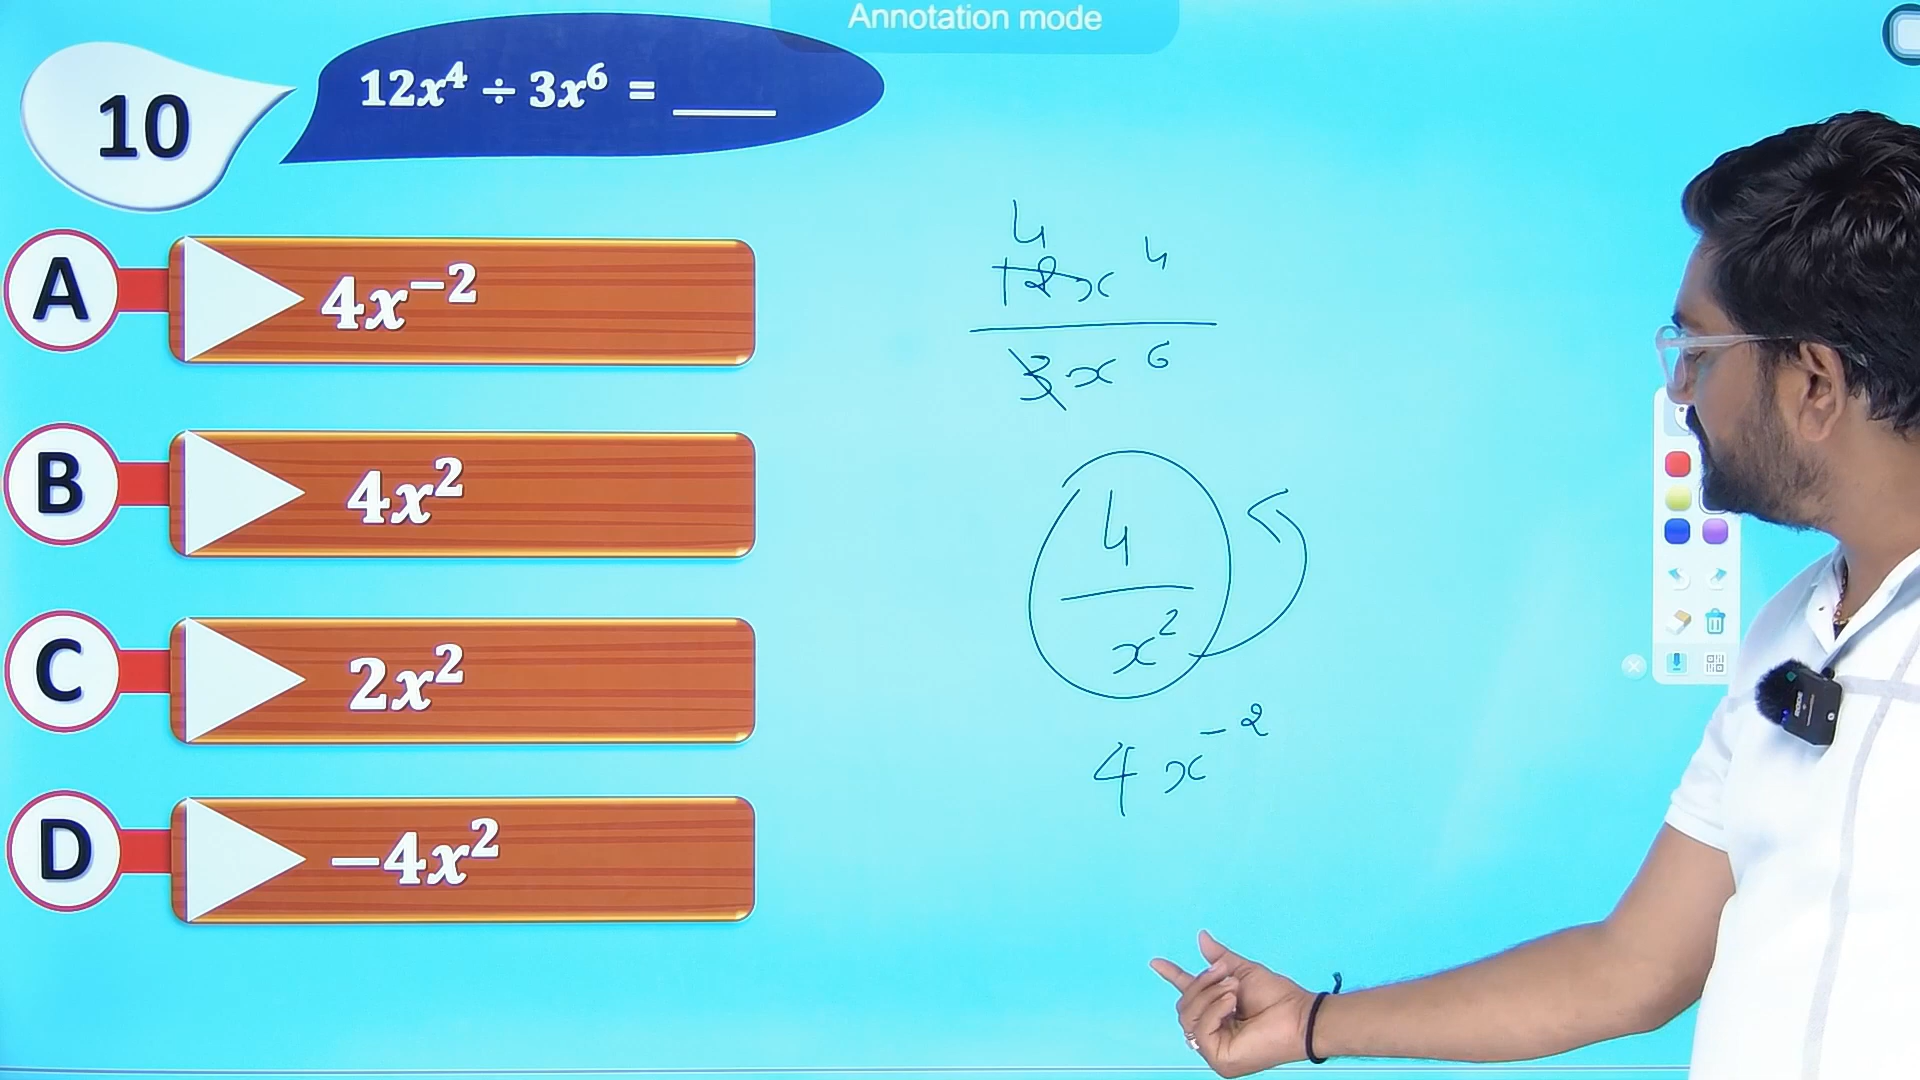 Annotation mode
10
12x⁴ ÷ 3x⁶ = ____
A
4x⁻²
B
4x²
C
2x²
D
−4x²
4
12x⁴
3x⁶
4
x²
4x⁻²